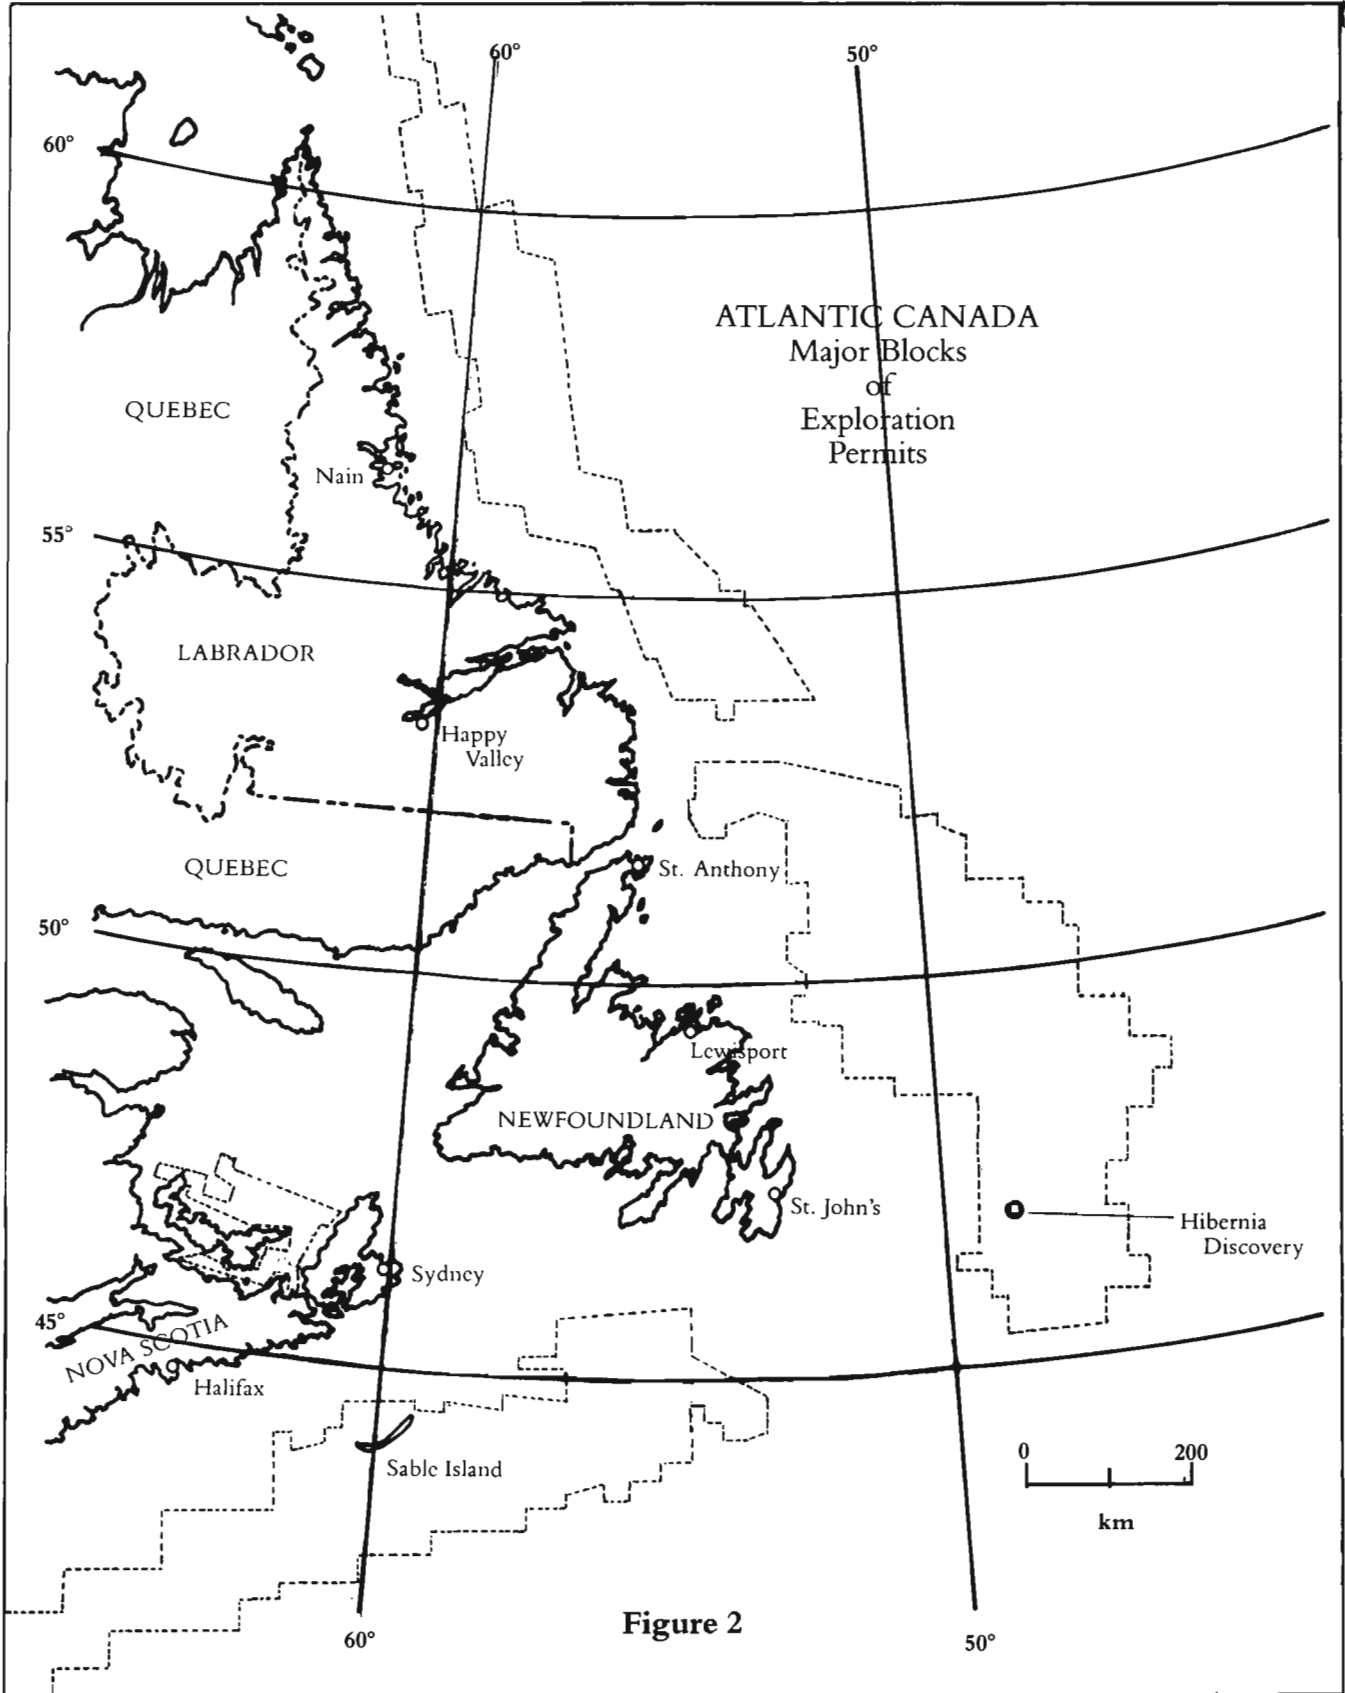 60°
50°
60°
ATLANTIC CANADA
Major Blocks
of
Exploration
Permits
QUEBEC
Nain
55°
LABRADOR
Happy
Valley
QUEBEC
St. Anthony
50°
Lewisport
NEWFOUNDLAND
St. John's
Hibernia
Discovery
Sydney
45°
NOVA SCOTIA
Halifax
Sable Island
0 200
km
Figure 2
60°
50°